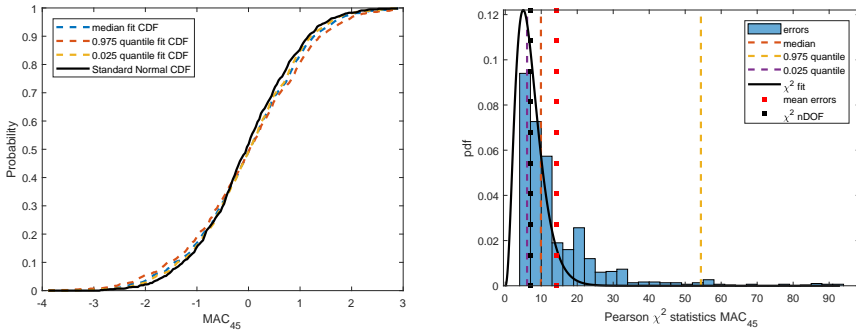 median fit CDF
0.975 quantile fit CDF
0.025 quantile fit CDF
Standard Normal CDF
Probability
1
0.9
0.8
0.7
0.6
0.5
0.4
0.3
0.2
0.1
0
-4 -3 -2 -1 0 1 2 3
MAC45
errors
median
0.975 quantile
0.025 quantile
χ2 fit
mean errors
χ2 nDOF
pdf
0.12
0.1
0.08
0.06
0.04
0.02
0
0 10 20 30 40 50 60 70 80 90
Pearson χ2 statistics MAC45